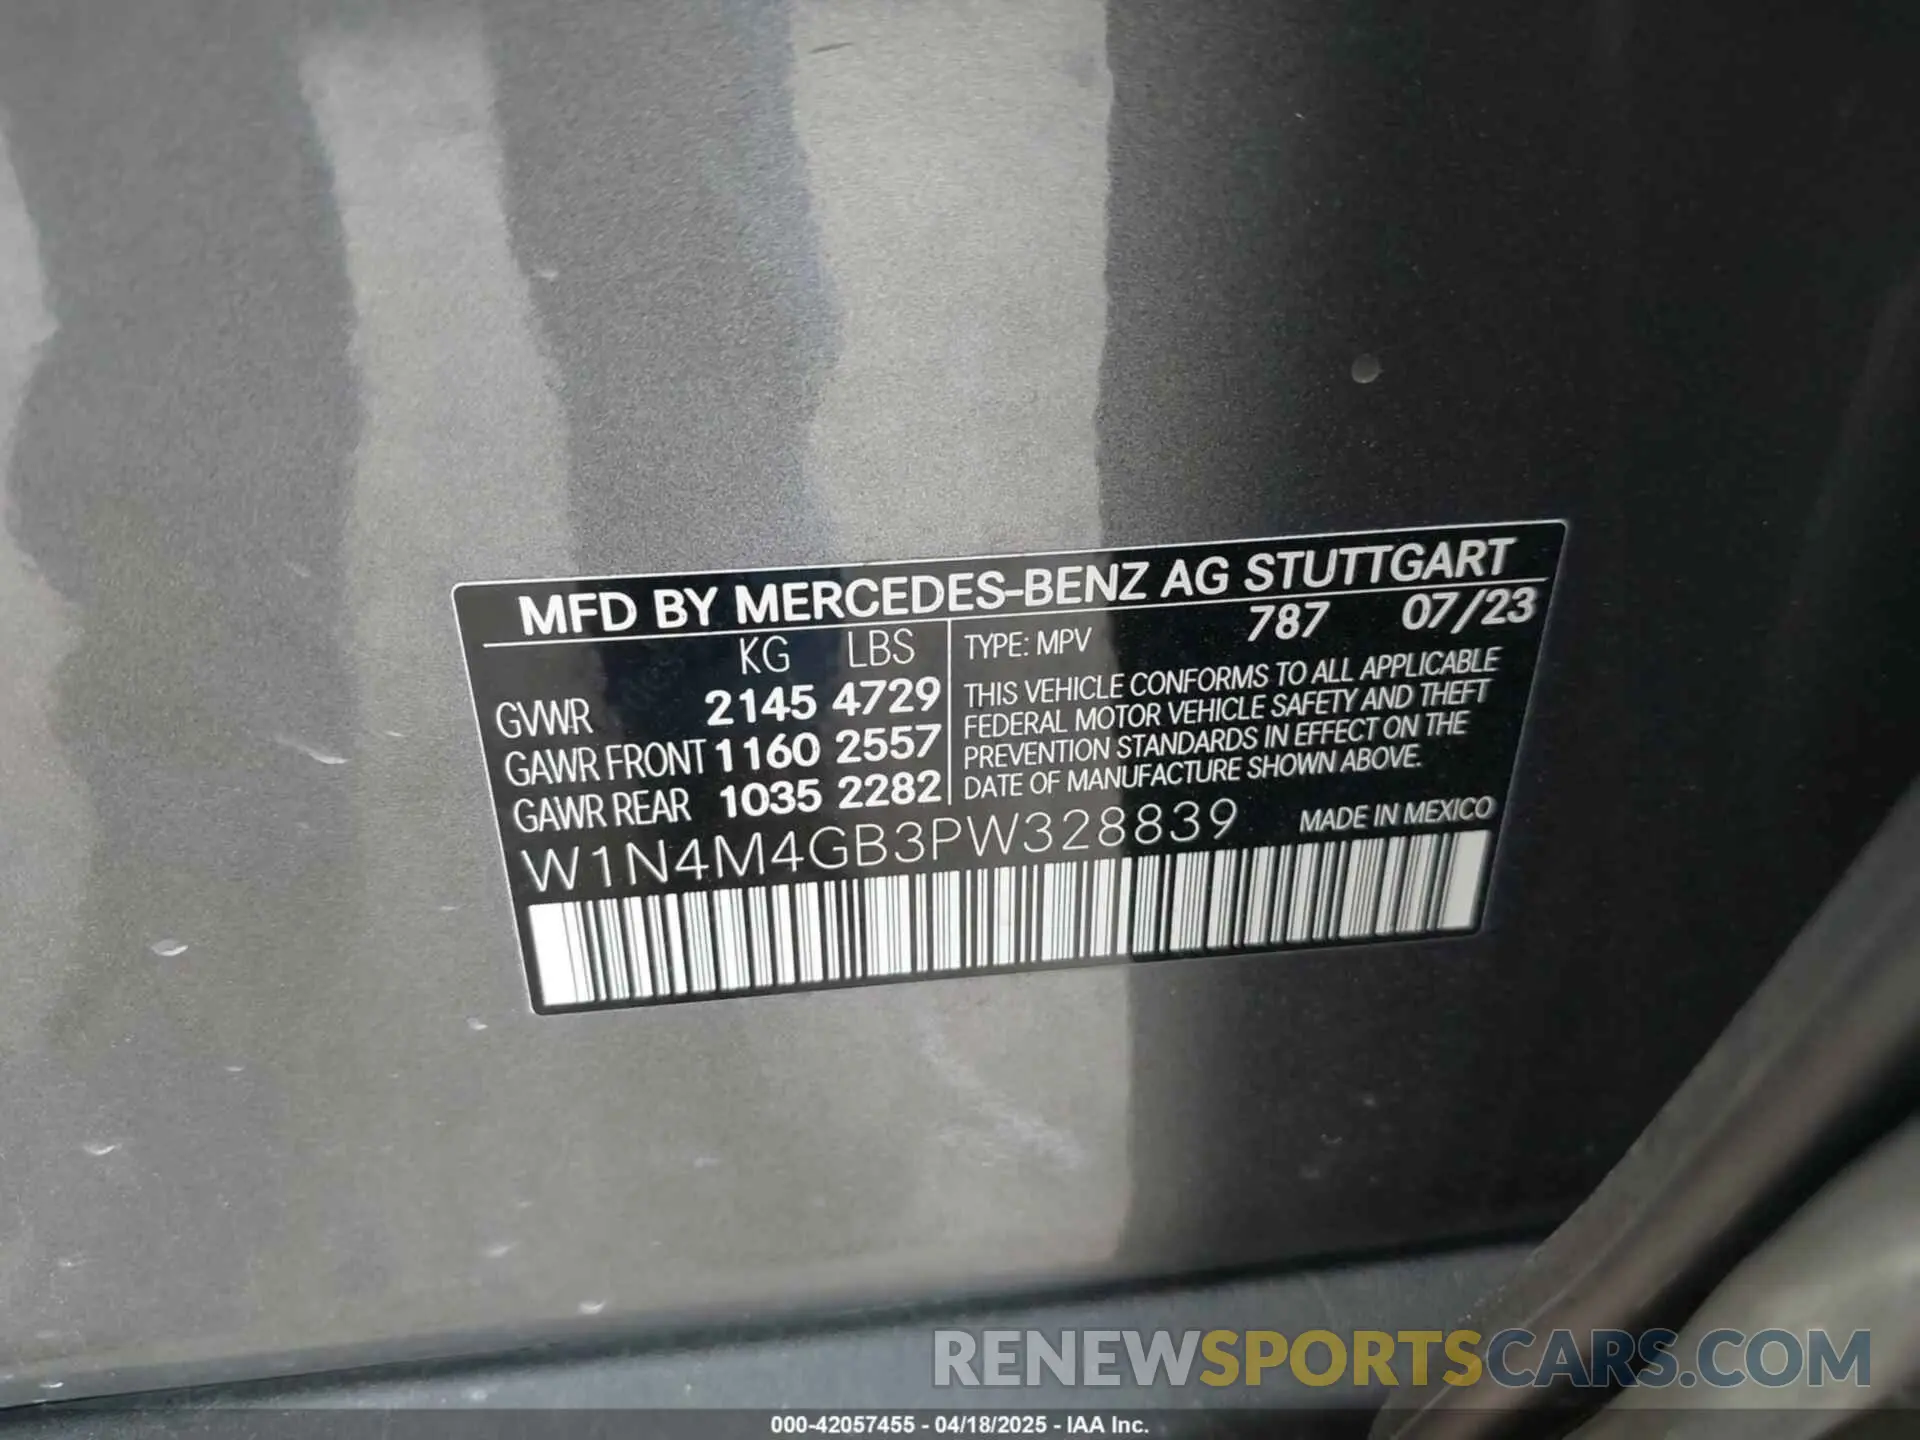 MFD BY MERCEDES-BENZ AG STUTTGART
KG LBS
GVWR 2145 4729
GAWR FRONT 1160 2557
GAWR REAR 1035 2282
TYPE: MPV 787 07/23
THIS VEHICLE CONFORMS TO ALL APPLICABLE
FEDERAL MOTOR VEHICLE SAFETY AND THEFT
PREVENTION STANDARDS IN EFFECT ON THE
DATE OF MANUFACTURE SHOWN ABOVE.
W1N4M4GB3PW328839 MADE IN MEXICO
RENEWSPORTSCARS.COM
000-42057455 - 04/18/2025 - IAA Inc.